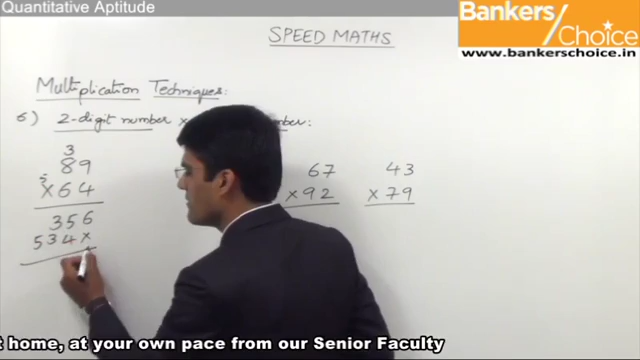 Quantitative Aptitude
Bankers
Choice
www.bankerschoice.in
SPEED MATHS
Multiplication Techniques:
6) 2-digit number x
3
89
5
x64
356
534x
67
x92
43
x79
t home, at your own pace from our Senior Faculty